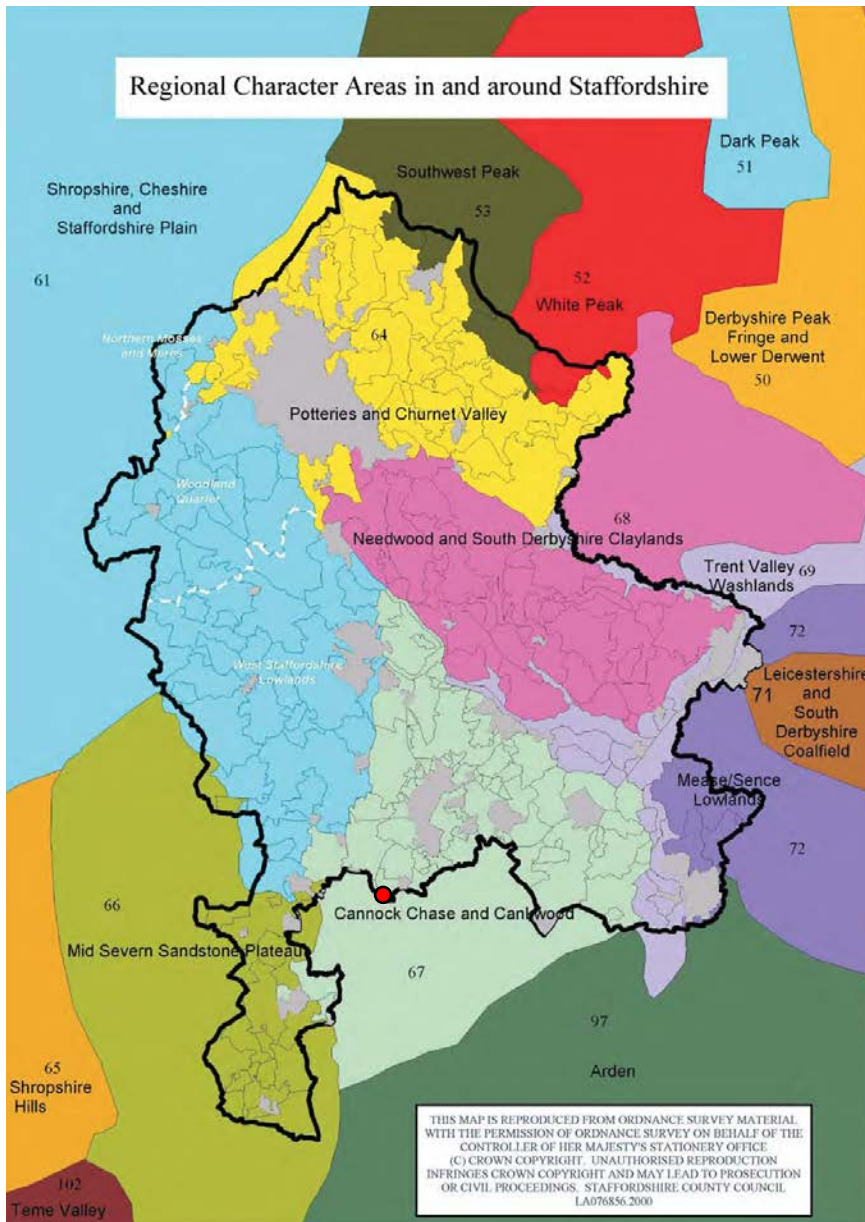 Regional Character Areas in and around Staffordshire
Dark Peak
51
Southwest Peak
53
Shropshire, Cheshire
and
Staffordshire Plain
61
52
White Peak
Derbyshire Peak
Fringe and
Lower Derwent
50
Northern Mosses
and Meres
64
Potteries and Churnet Valley
Woodland
Quarter
68
Needwood and South Derbyshire Claylands
Trent Valley
Washlands
69
72
West Staffordshire
Lowlands
71
Leicestershire
and
South
Derbyshire
Coalfield
Mease/Sence
Lowlands
72
66
Cannock Chase and Cankwood
Mid Severn Sandstone Plateau
67
97
Arden
65
Shropshire
Hills
102
Teme Valley
THIS MAP IS REPRODUCED FROM ORDNANCE SURVEY MATERIAL
WITH THE PERMISSION OF ORDNANCE SURVEY ON BEHALF OF THE
CONTROLLER OF HER MAJESTY'S STATIONERY OFFICE
(C) CROWN COPYRIGHT. UNAUTHORISED REPRODUCTION
INFRINGES CROWN COPYRIGHT AND MAY LEAD TO PROSECUTION
OR CIVIL PROCEEDINGS. STAFFORDSHIRE COUNTY COUNCIL
LA076856.2000